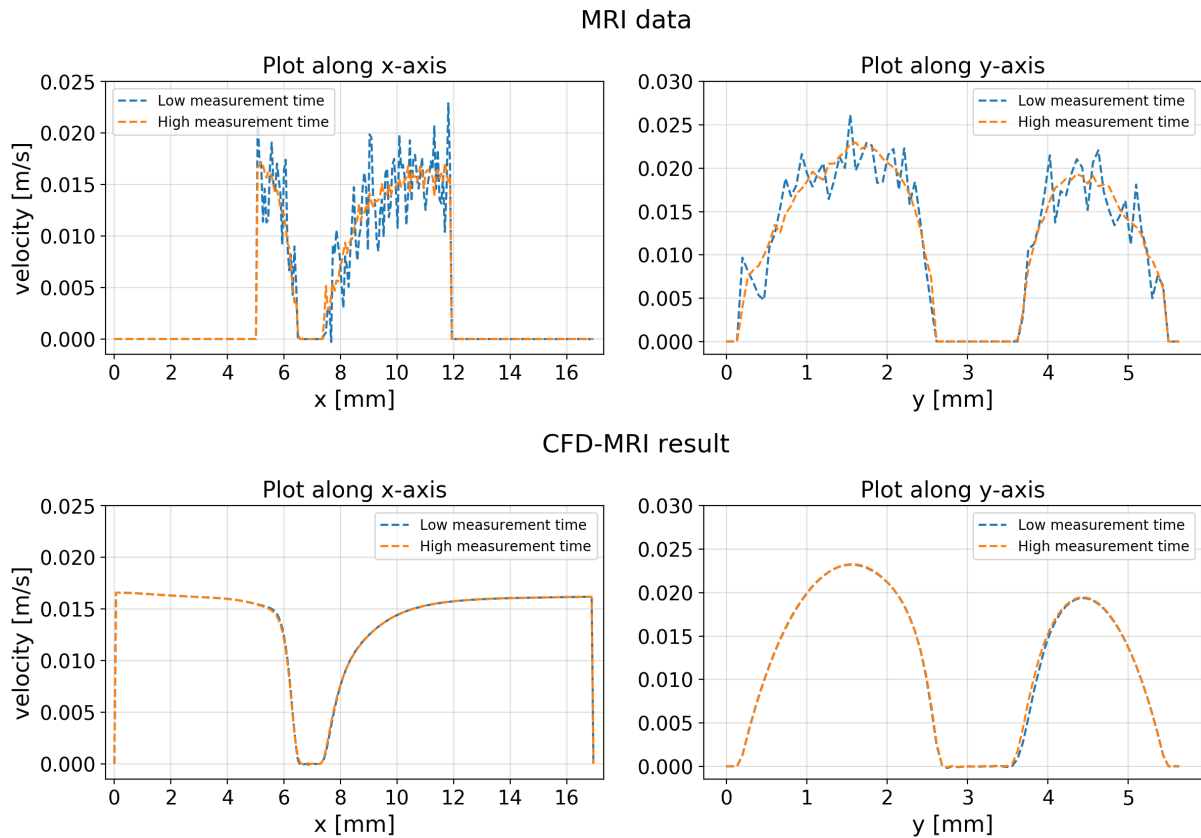 MRI data
Plot along x-axis
0.025
0.020
0.015
0.010
0.005
0.000
velocity [m/s]
Low measurement time
High measurement time
0 2 4 6 8 10 12 14 16
x [mm]
Plot along y-axis
0.030
0.025
0.020
0.015
0.010
0.005
0.000
Low measurement time
High measurement time
0 1 2 3 4 5
y [mm]
CFD-MRI result
Plot along x-axis
0.025
0.020
0.015
0.010
0.005
0.000
velocity [m/s]
Low measurement time
High measurement time
0 2 4 6 8 10 12 14 16
x [mm]
Plot along y-axis
0.030
0.025
0.020
0.015
0.010
0.005
0.000
Low measurement time
High measurement time
0 1 2 3 4 5
y [mm]